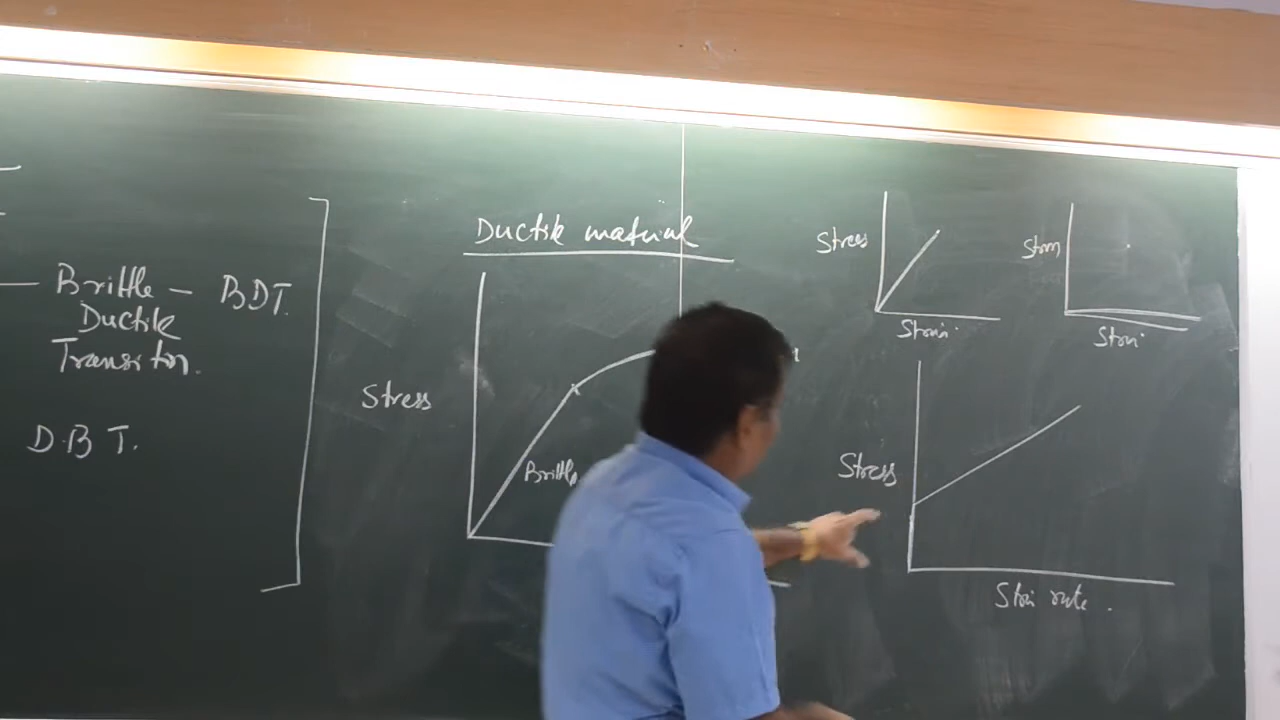 — Brittle — BDT.
Ductile
Transition.
D.B T.
Ductile material
Stress
Brittle
Stress
Strain.
Strain
Stress
Strain rate.